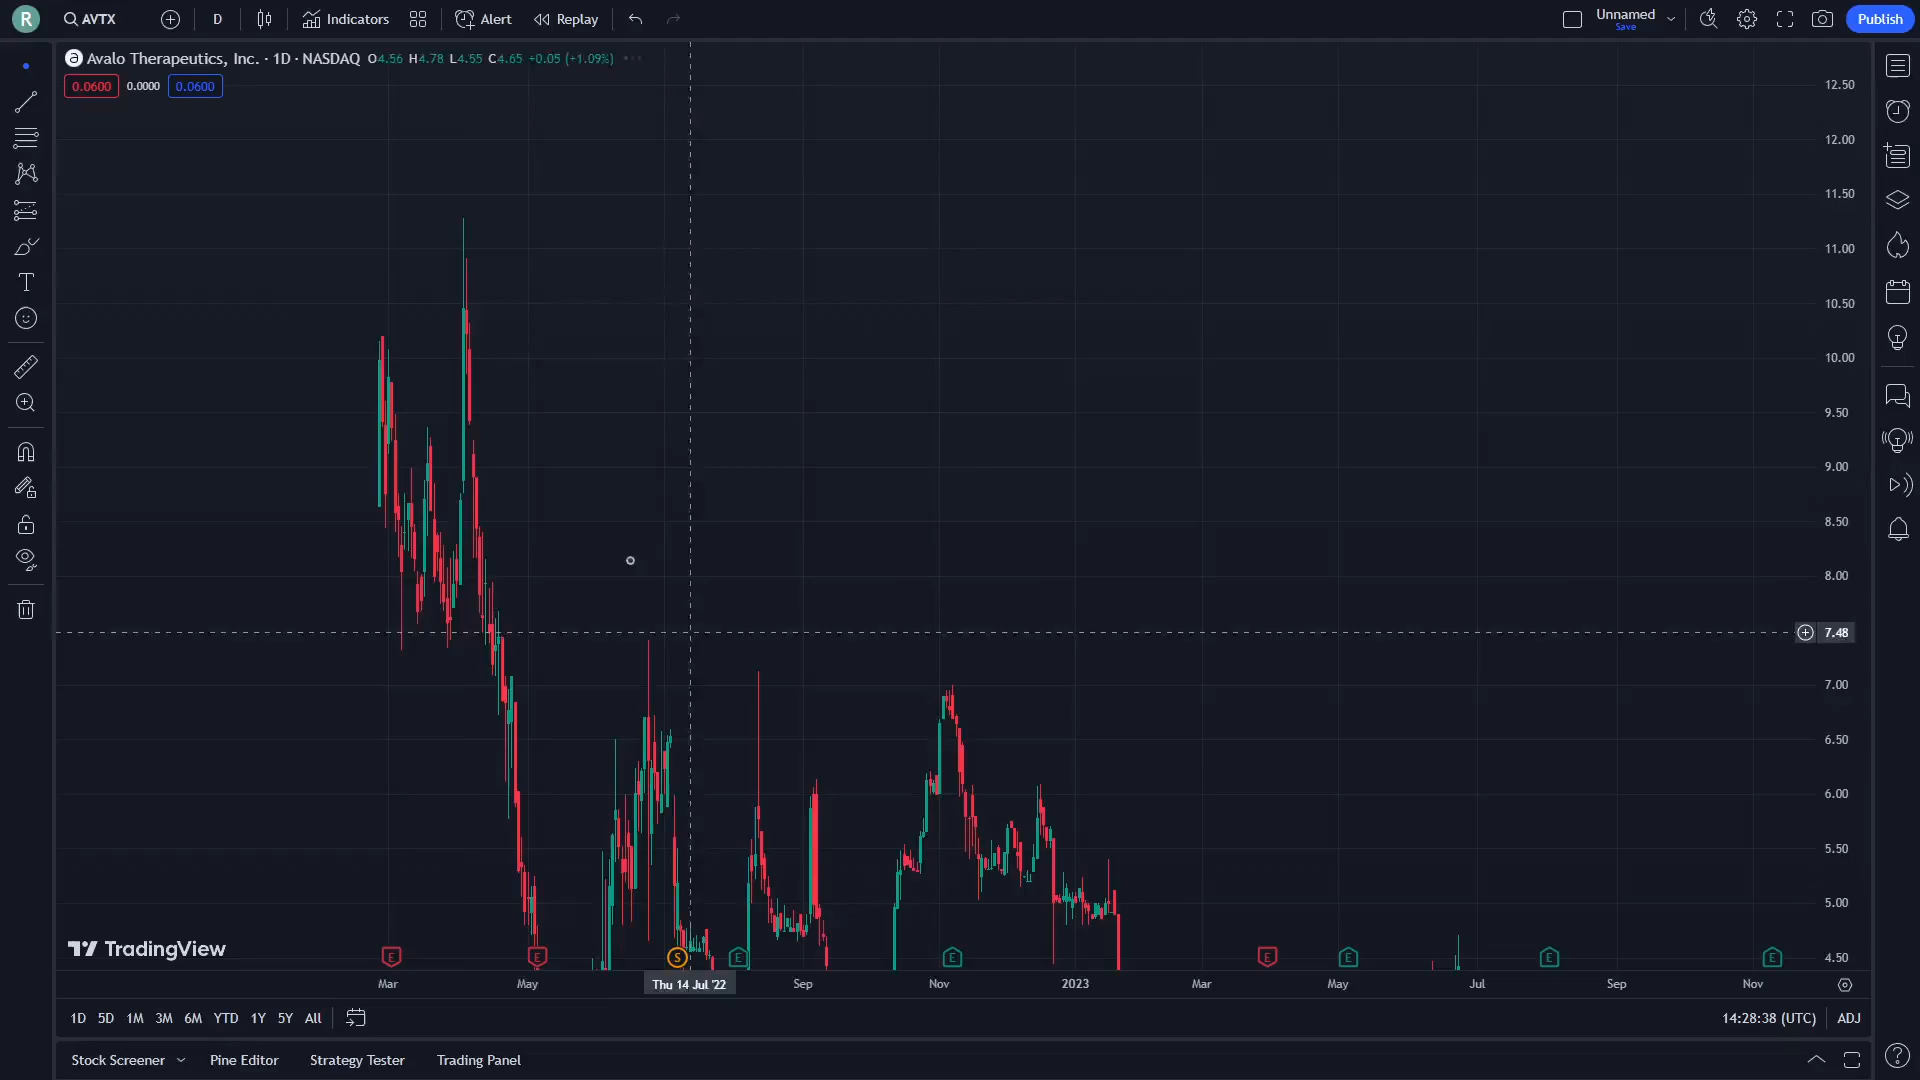 R
AVTX
D
Indicators
Alert
Replay
Unnamed
Save
Publish
a
Avalo Therapeutics, Inc. · 1D · NASDAQ O4.56 H4.78 L4.55 C4.65 +0.05 (+1.09%)
0.0600 0.0000 0.0600
12.50
12.00
11.50
11.00
10.50
10.00
9.50
9.00
8.50
8.00
7.48
7.00
6.50
6.00
5.50
5.00
4.50
TradingView
E E S E E E E E E
Mar May Thu 14 Jul '22 Sep Nov 2023 Mar May Jul Sep Nov
1D 5D 1M 3M 6M YTD 1Y 5Y All
14:28:38 (UTC) ADJ
Stock Screener Pine Editor Strategy Tester Trading Panel